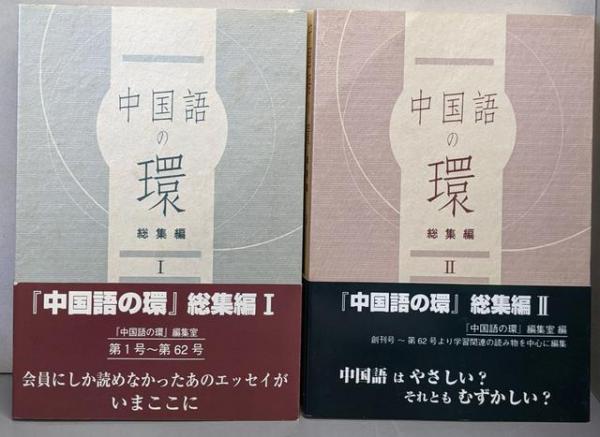 中国語
の
環
総集編
I
『中国語の環』総集編 I
『中国語の環』編集室
第1号～第62号
会員にしか読めなかったあのエッセイが
いまここに
中国語
の
環
総集編
II
『中国語の環』総集編 II
『中国語の環』編集室 編
創刊号 ～ 第62号より学習関連の読み物を中心に編集
中国語 は やさしい？
それとも むずかしい？